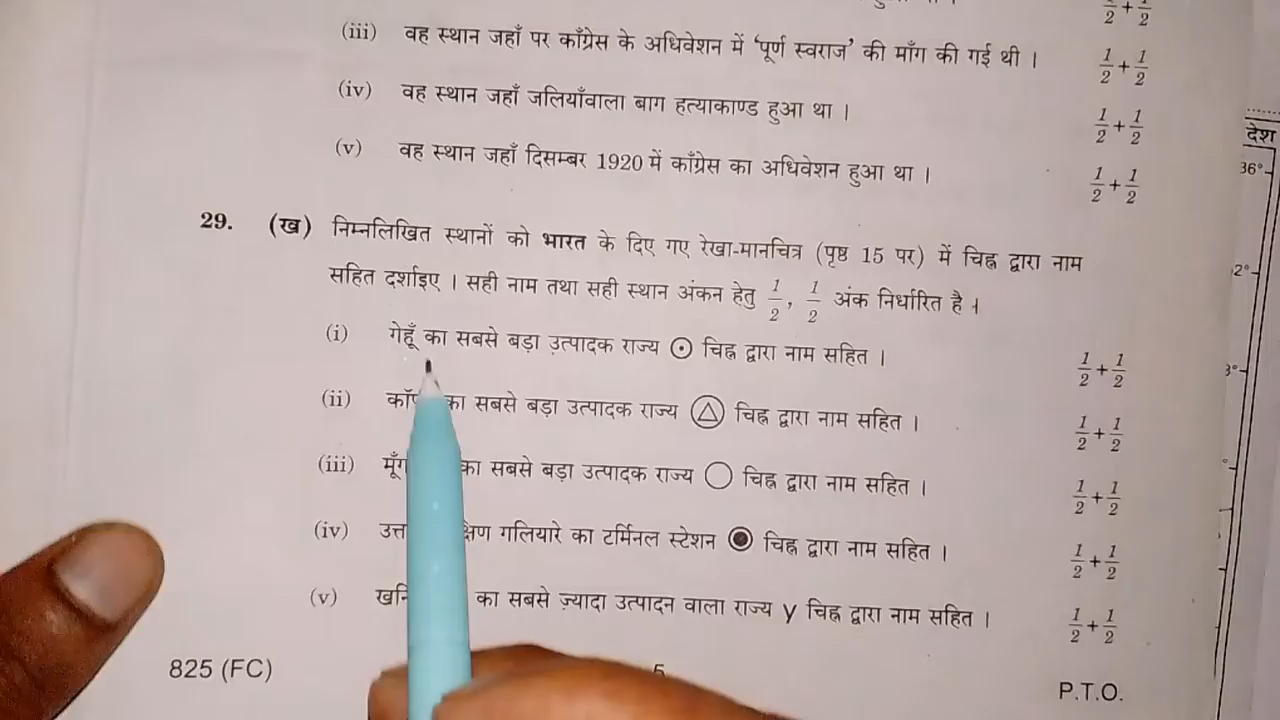 1/2 + 1/2
(iii) वह स्थान जहाँ पर काँग्रेस के अधिवेशन में 'पूर्ण स्वराज' की माँग की गई थी । 1/2 + 1/2
(iv) वह स्थान जहाँ जलियाँवाला बाग हत्याकाण्ड हुआ था । 1/2 + 1/2
(v) वह स्थान जहाँ दिसम्बर 1920 में काँग्रेस का अधिवेशन हुआ था । 1/2 + 1/2
29. (ख) निम्नलिखित स्थानों को भारत के दिए गए रेखा-मानचित्र (पृष्ठ 15 पर) में चिह्न द्वारा नाम
सहित दर्शाइए । सही नाम तथा सही स्थान अंकन हेतु 1/2, 1/2 अंक निर्धारित है ।
(i) गेहूँ का सबसे बड़ा उत्पादक राज्य ⊙ चिह्न द्वारा नाम सहित । 1/2 + 1/2
(ii) का सबसे बड़ा उत्पादक राज्य चिह्न द्वारा नाम सहित । 1/2 + 1/2
(iii) का सबसे बड़ा उत्पादक राज्य ◯ चिह्न द्वारा नाम सहित । 1/2 + 1/2
(iv) गलियारे का टर्मिनल स्टेशन ◉ चिह्न द्वारा नाम सहित । 1/2 + 1/2
(v) का सबसे ज़्यादा उत्पादन वाला राज्य Y चिह्न द्वारा नाम सहित । 1/2 + 1/2
825 (FC) P.T.O.
देश
36°